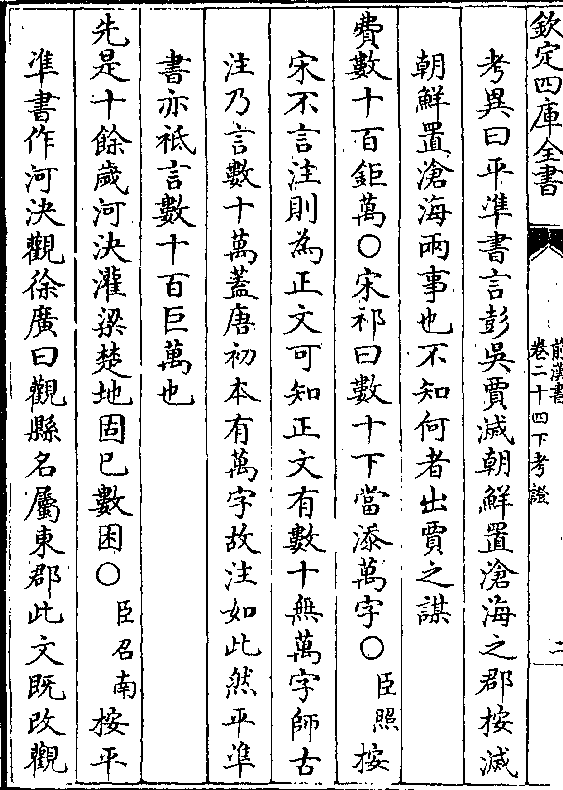 欽定四庫全書
前漢書
卷二十四下考證
二
考異曰平準書言彭吳賈滅朝鮮置滄海之郡按滅
朝鮮置滄海兩事也不知何者出賈之謀
費數十百鉅萬○宋祁曰數十下當添萬字○臣照按
宋不言注則為正文可知正文有數十無萬字師古
注乃言數十萬蓋唐初本有萬字故注如此然平準
書亦祗言數十百巨萬也
先是十餘歲河決灌梁楚地固已數困○臣召南按平
準書作河決觀徐廣曰觀縣名屬東郡此文既改觀